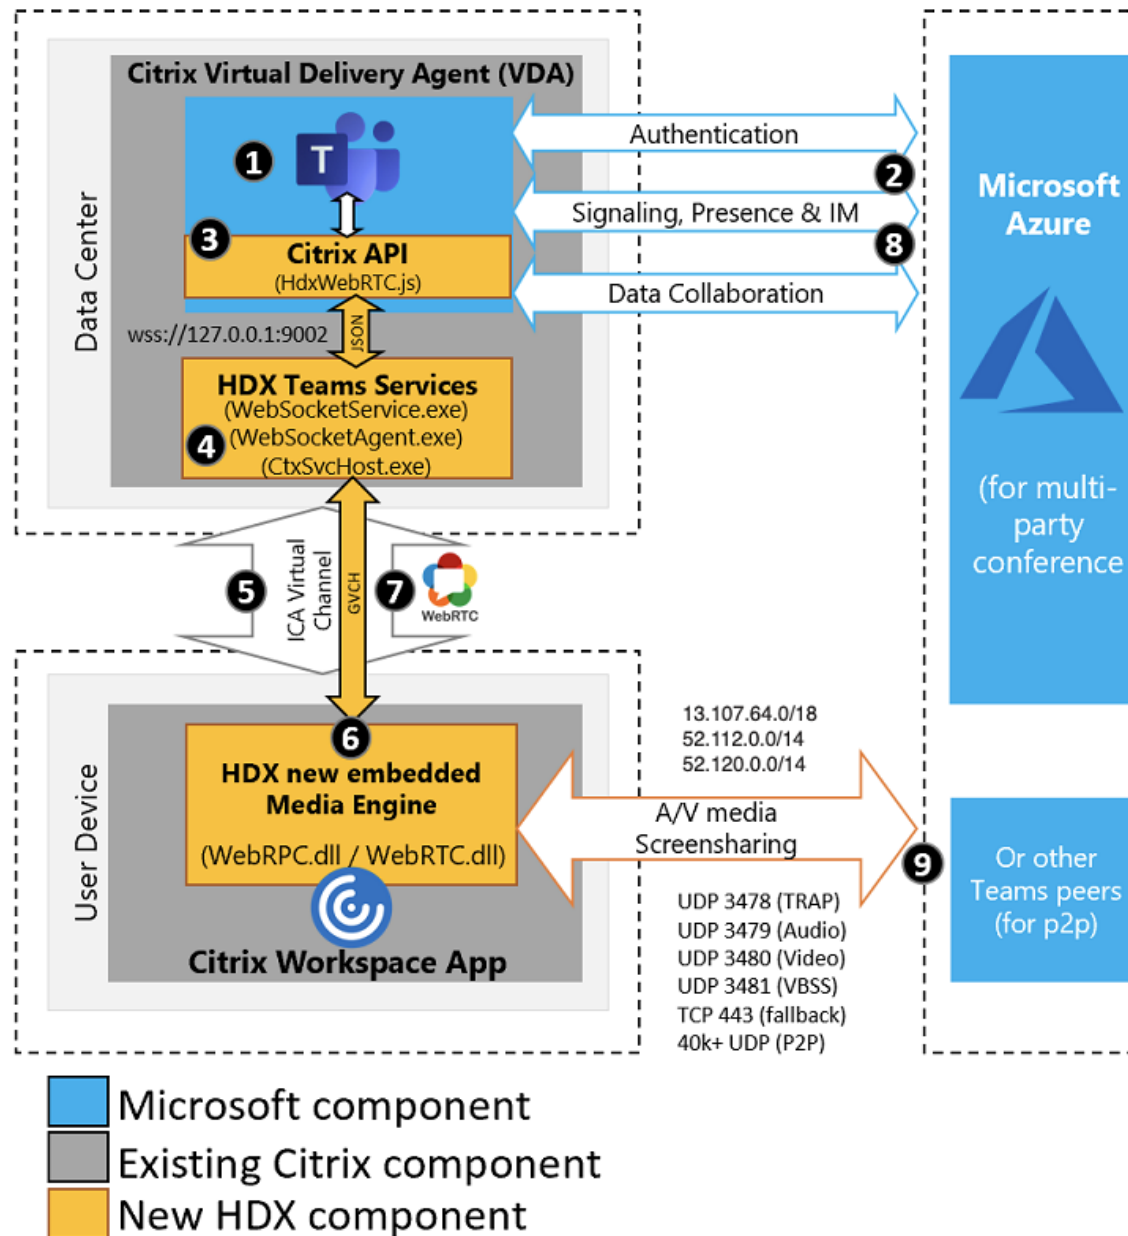 Citrix Virtual Delivery Agent (VDA)
Data Center
1
T
3
Citrix API
(HdxWebRTC.js)
wss://127.0.0.1:9002
JSON
HDX Teams Services
(WebSocketService.exe)
(WebSocketAgent.exe)
(CtxSvcHost.exe)
4
Authentication
2
Signaling, Presence & IM
8
Data Collaboration
Microsoft
Azure
(for multi-
party
conference
5
ICA Virtual
Channel
GVCH
7
WebRTC
User Device
6
HDX new embedded
Media Engine
(WebRPC.dll / WebRTC.dll)
Citrix Workspace App
13.107.64.0/18
52.112.0.0/14
52.120.0.0/14
A/V media
Screensharing
9
UDP 3478 (TRAP)
UDP 3479 (Audio)
UDP 3480 (Video)
UDP 3481 (VBSS)
TCP 443 (fallback)
40k+ UDP (P2P)
Or other
Teams peers
(for p2p)
Microsoft component
Existing Citrix component
New HDX component